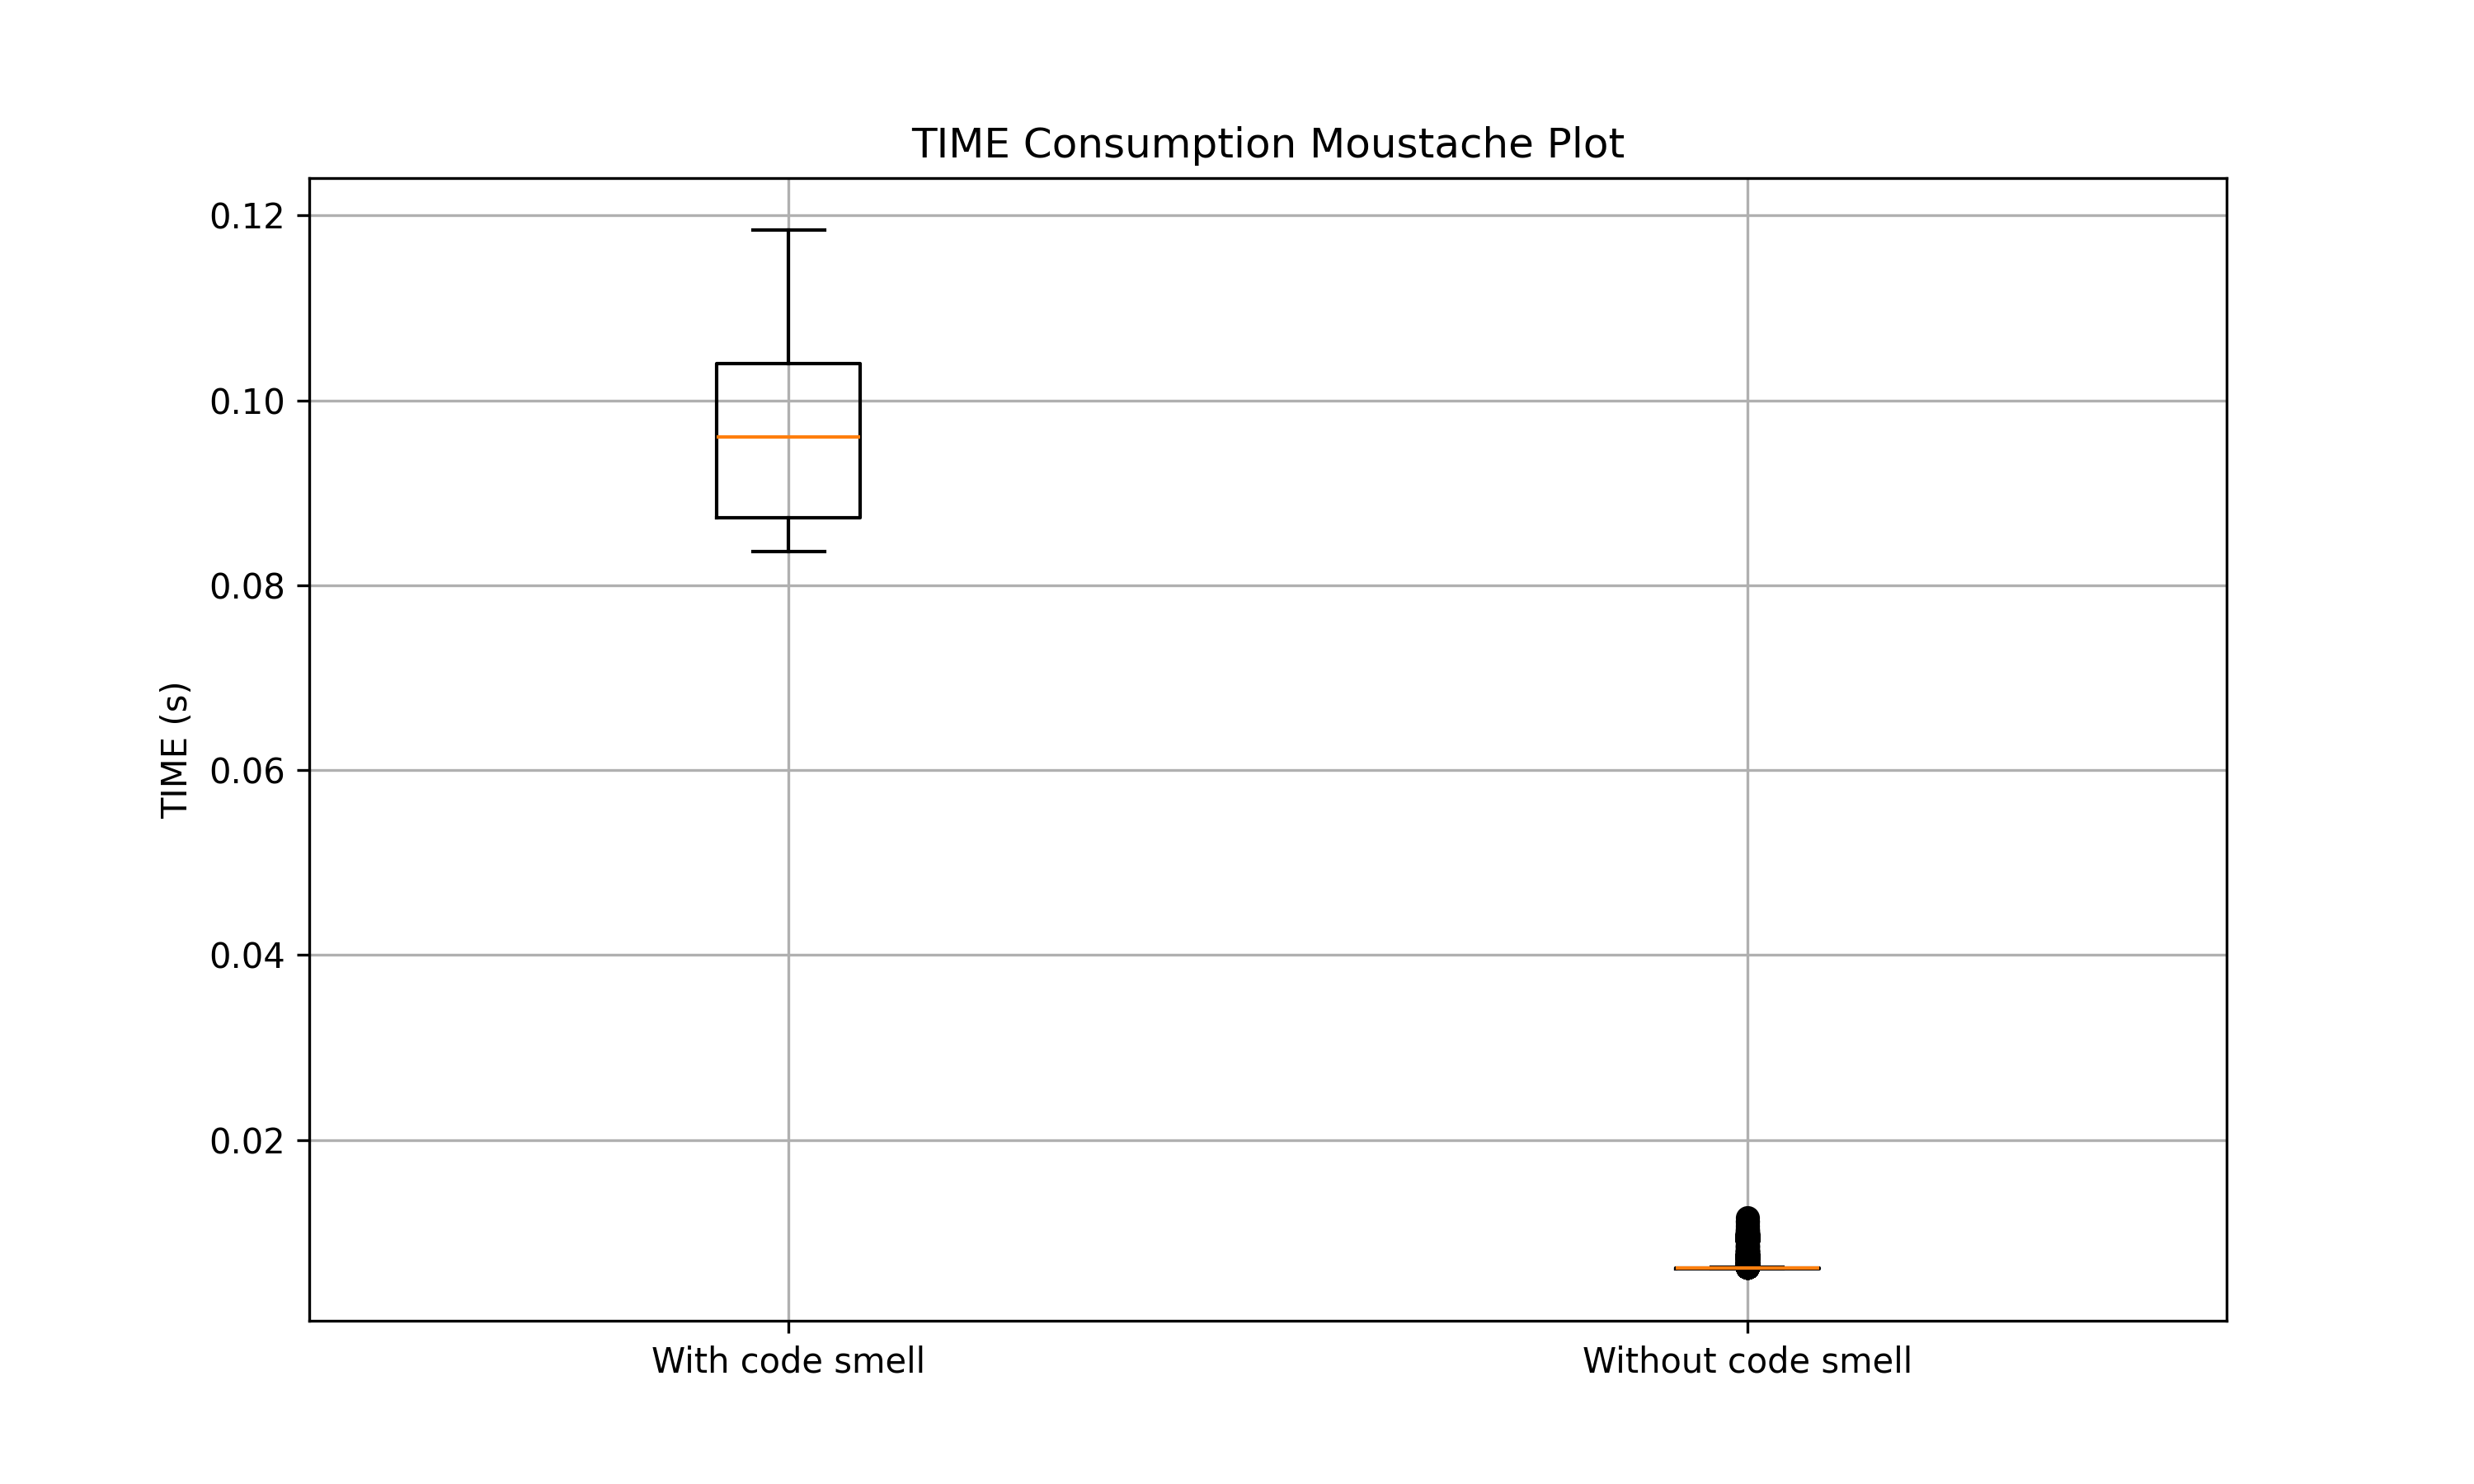 TIME Consumption Moustache Plot
TIME (s)
0.12
0.10
0.08
0.06
0.04
0.02
With code smell
Without code smell